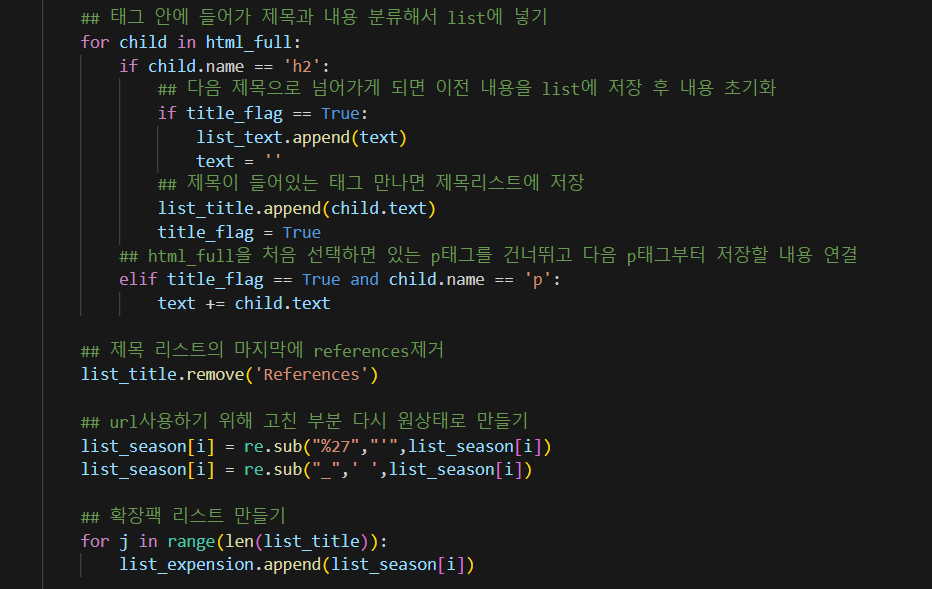 ## 태그 안에 들어가 제목과 내용 분류해서 list에 넣기
for child in html_full:
    if child.name == 'h2':
        ## 다음 제목으로 넘어가게 되면 이전 내용을 list에 저장 후 내용 초기화
        if title_flag == True:
            list_text.append(text)
            text = ''
        ## 제목이 들어있는 태그 만나면 제목리스트에 저장
        list_title.append(child.text)
        title_flag = True
    ## html_full을 처음 선택하면 있는 p태그를 건너뛰고 다음 p태그부터 저장할 내용 연결
    elif title_flag == True and child.name == 'p':
        text += child.text

## 제목 리스트의 마지막에 references제거
list_title.remove('References')

## url사용하기 위해 고친 부분 다시 원상태로 만들기
list_season[i] = re.sub("%27","'",list_season[i])
list_season[i] = re.sub("_",' ',list_season[i])

## 확장팩 리스트 만들기
for j in range(len(list_title)):
    list_expension.append(list_season[i])